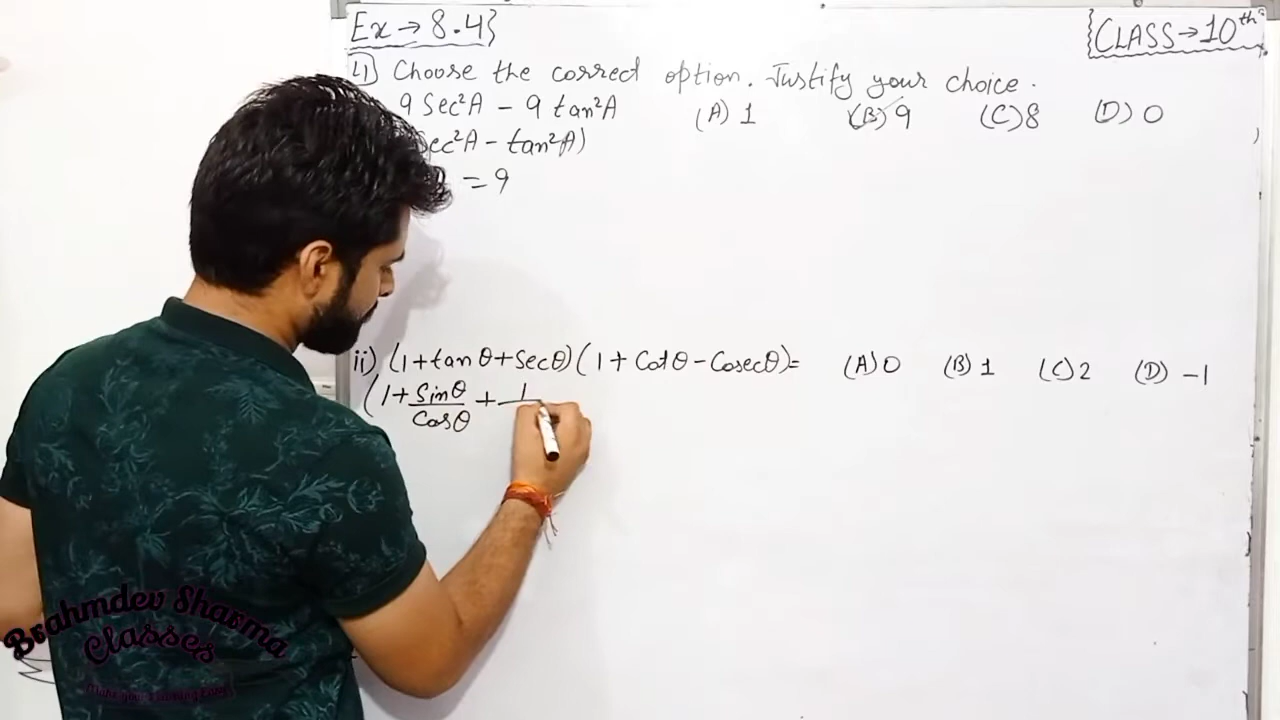 Ex → 8.4}
{CLASS → 10th
4) Choose the correct option. Justify your choice.
9 Sec²A - 9 tan²A (A) 1 (B) 9 (C) 8 (D) 0
ec²A - tan²A)
= 9
ii) (1 + tan θ + Sec θ) (1 + Cot θ - Cosec θ) = (A) 0 (B) 1 (C) 2 (D) -1
(1 + Sin θ / Cos θ + 1
Brahmdev Sharma
Classes